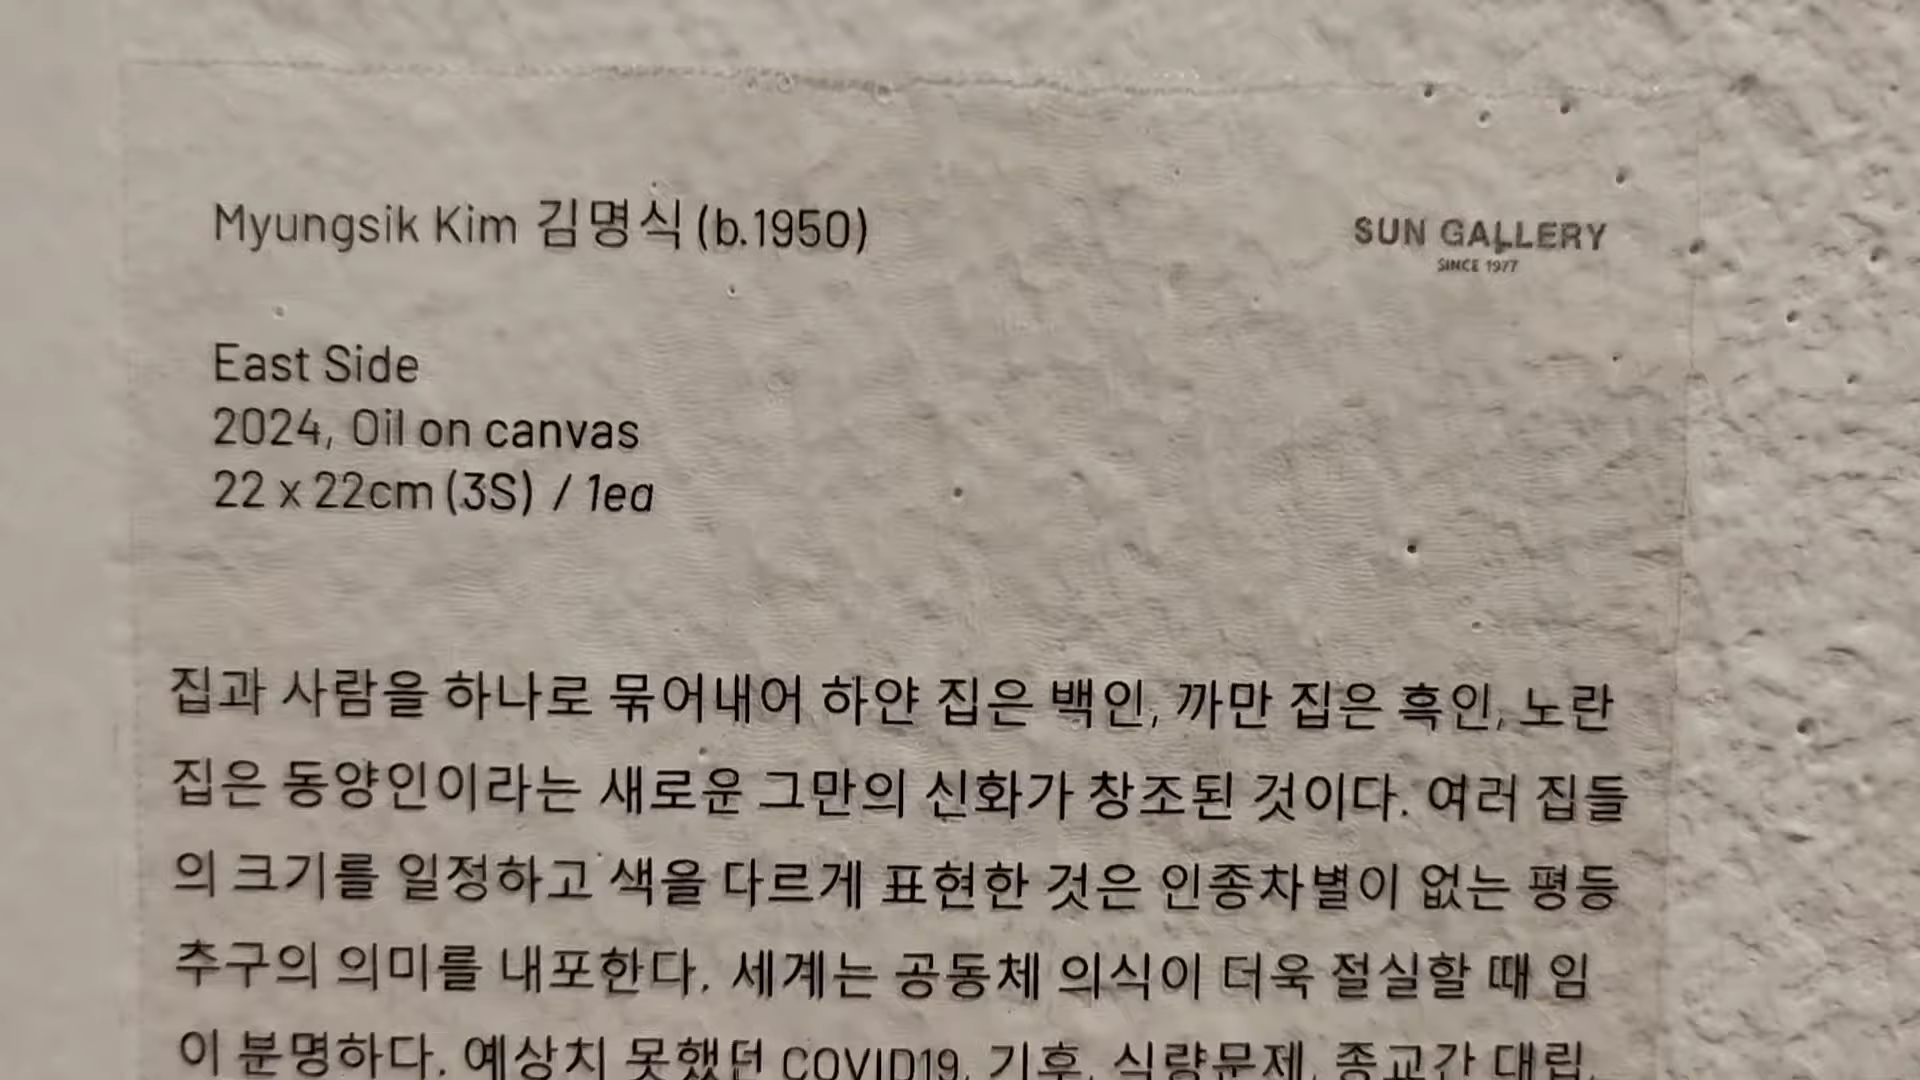 Myungsik Kim 김명식 (b.1950)
SUN GALLERY
SINCE 1977
East Side
2024, Oil on canvas
22 x 22cm (3S) / 1ea
집과 사람을 하나로 묶어내어 하얀 집은 백인, 까만 집은 흑인, 노란
집은 동양인이라는 새로운 그만의 신화가 창조된 것이다. 여러 집들
의 크기를 일정하고 색을 다르게 표현한 것은 인종차별이 없는 평등
추구의 의미를 내포한다. 세계는 공동체 의식이 더욱 절실할 때 임
이 분명하다. 예상치 못했던 COVID19, 기후, 식량문제, 종교간 대립,